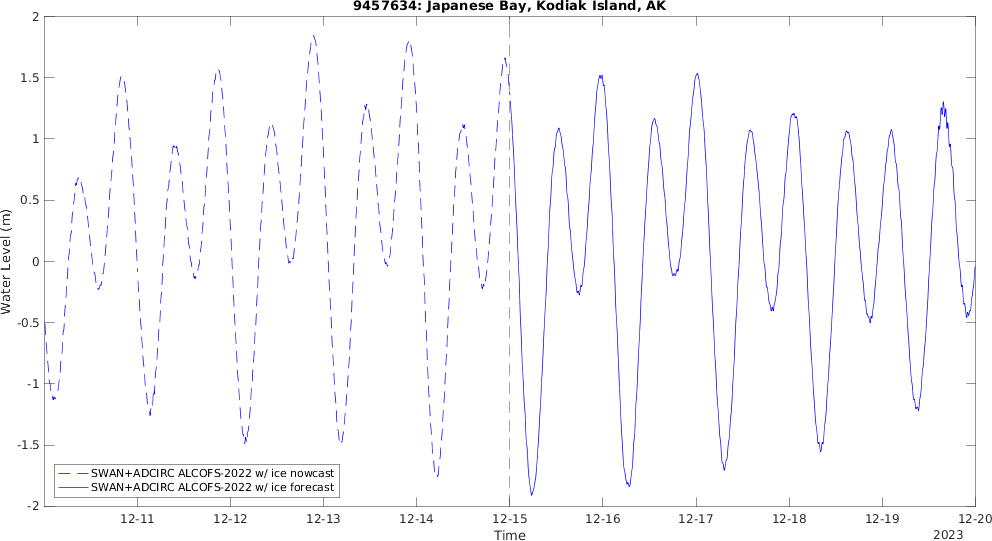 9457634: Japanese Bay, Kodiak Island, AK
2
1.5
1
0.5
0
-0.5
-1
-1.5
-2
Water Level (m)
SWAN+ADCIRC ALCOFS-2022 w/ ice nowcast
SWAN+ADCIRC ALCOFS-2022 w/ ice forecast
12-11 12-12 12-13 12-14 12-15 12-16 12-17 12-18 12-19 12-20
Time
2023